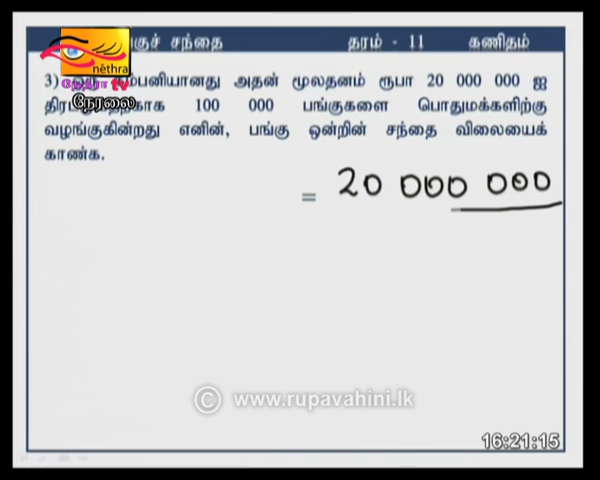 குச் சந்தை தரம் - 11 கணிதம்
nethra
நேத்ரா TV
நேரலை
3) ஒரு கம்பனியானது அதன் மூலதனம் ரூபா 20 000 000 ஐ
100 000 பங்குகளை பொதுமக்களிற்கு
வழங்குகின்றது எனின், பங்கு ஒன்றின் சந்தை விலையைக்
காண்க.
= 20 000 000
© www.rupavahini.lk
16:21:15